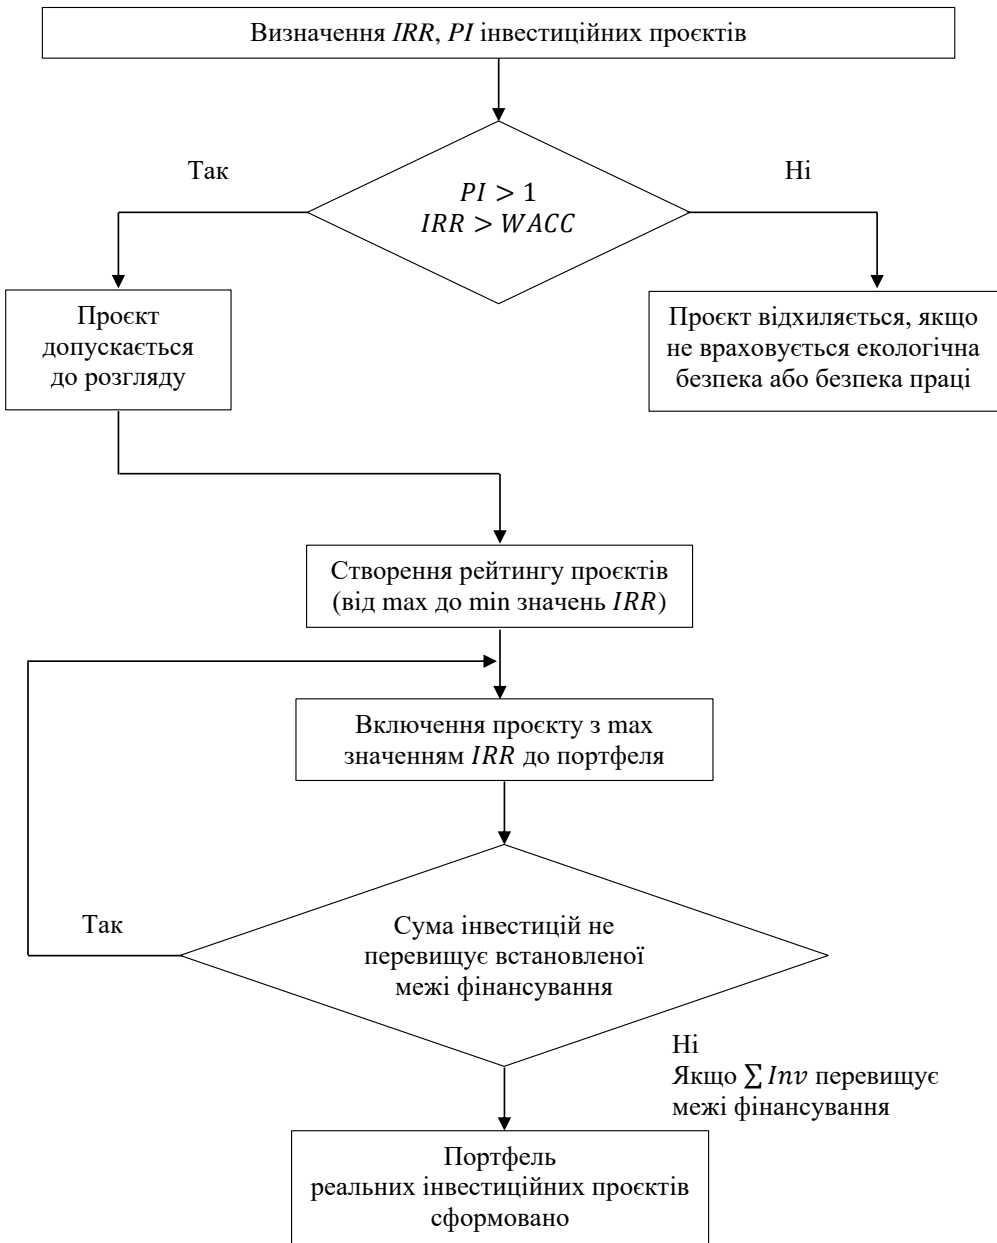 Визначення IRR, PI інвестиційних проєктів
Так
Ні
PI > 1
IRR > WACC
Проєкт
допускається
до розгляду
Проєкт відхиляється, якщо
не враховується екологічна
безпека або безпека праці
Створення рейтингу проєктів
(від max до min значень IRR)
Включення проєкту з max
значенням IRR до портфеля
Так
Сума інвестицій не
перевищує встановленої
межі фінансування
Ні
Якщо ∑ Inv перевищує
межі фінансування
Портфель
реальних інвестиційних проєктів
сформовано